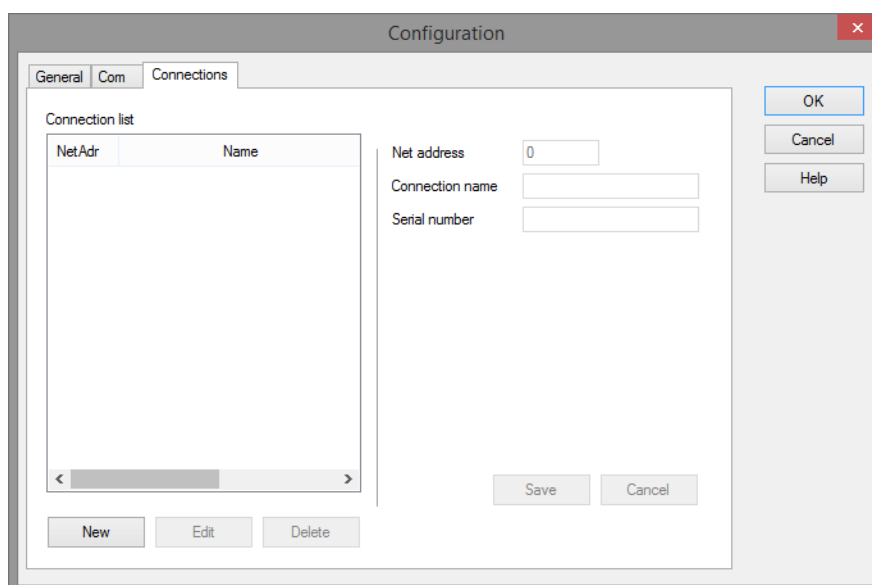 Configuration
General Com Connections
Connection list
NetAdr Name
Net address 0
Connection name
Serial number
Save Cancel
New Edit Delete
OK
Cancel
Help